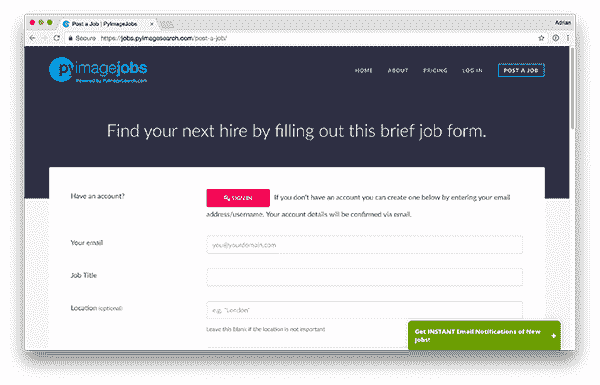 Post a Job | PyImageJobs
Adrian
Secure https://jobs.pyimagesearch.com/post-a-job/
pyimagejobs
Powered by PyImageSearch.com
HOME ABOUT PRICING LOG IN POST A JOB
Find your next hire by filling out this brief job form.
Have an account?
SIGN IN If you don't have an account you can create one below by entering your email
address/username. Your account details will be confirmed via email.
Your email
you@yourdomain.com
Job Title
Location (optional)
e.g. "London"
Leave this blank if the location is not important
Get INSTANT Email Notifications of New
Jobs! +